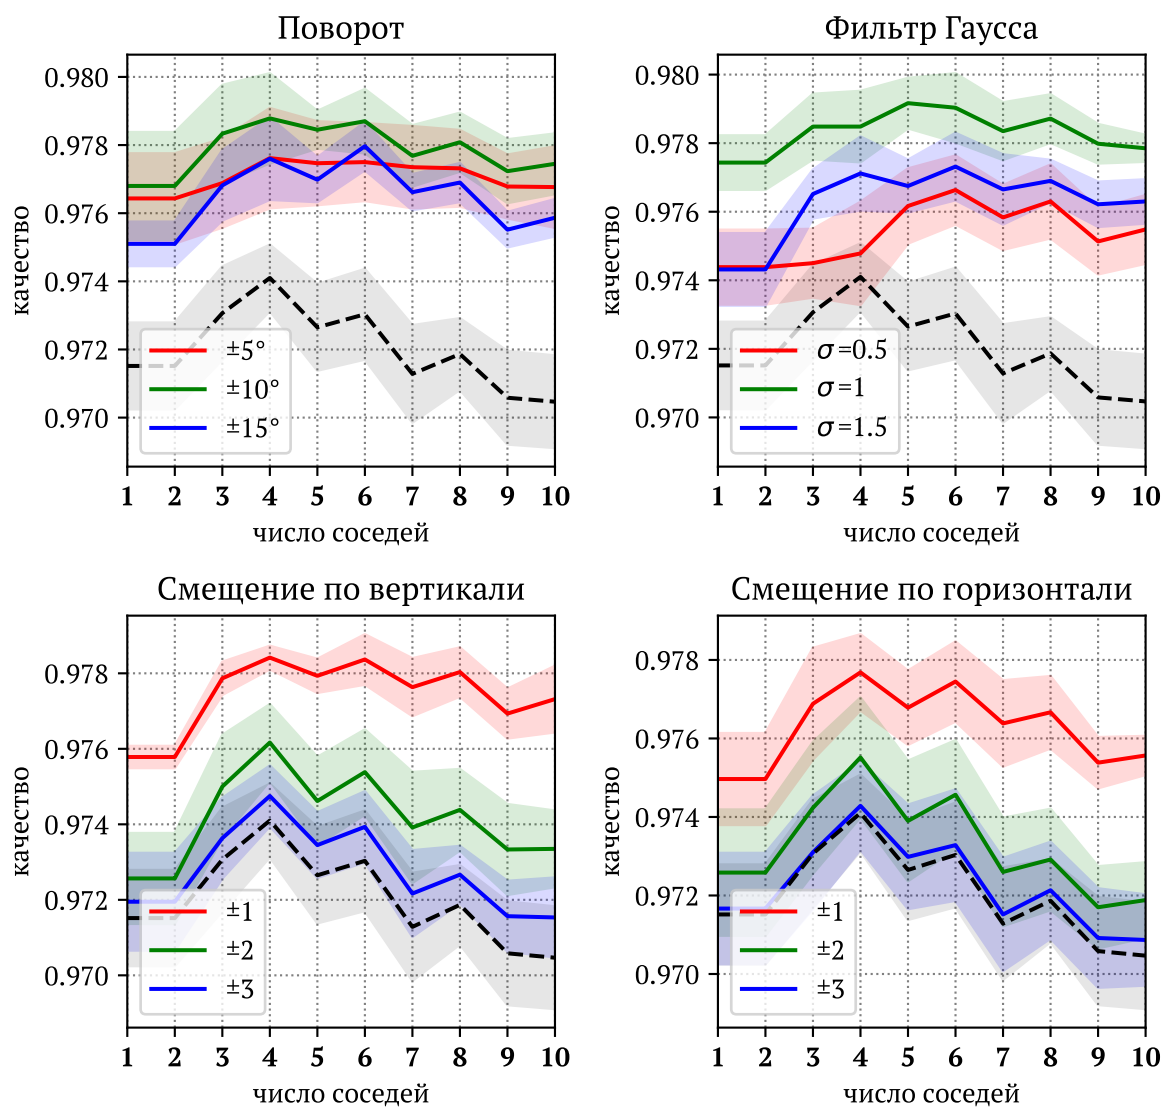 Поворот
0.980
0.978
0.976
0.974
0.972
0.970
качество
±5°
±10°
±15°
1 2 3 4 5 6 7 8 9 10
число соседей
Фильтр Гаусса
0.980
0.978
0.976
0.974
0.972
0.970
качество
σ=0.5
σ=1
σ=1.5
1 2 3 4 5 6 7 8 9 10
число соседей
Смещение по вертикали
0.978
0.976
0.974
0.972
0.970
качество
±1
±2
±3
1 2 3 4 5 6 7 8 9 10
число соседей
Смещение по горизонтали
0.978
0.976
0.974
0.972
0.970
качество
±1
±2
±3
1 2 3 4 5 6 7 8 9 10
число соседей